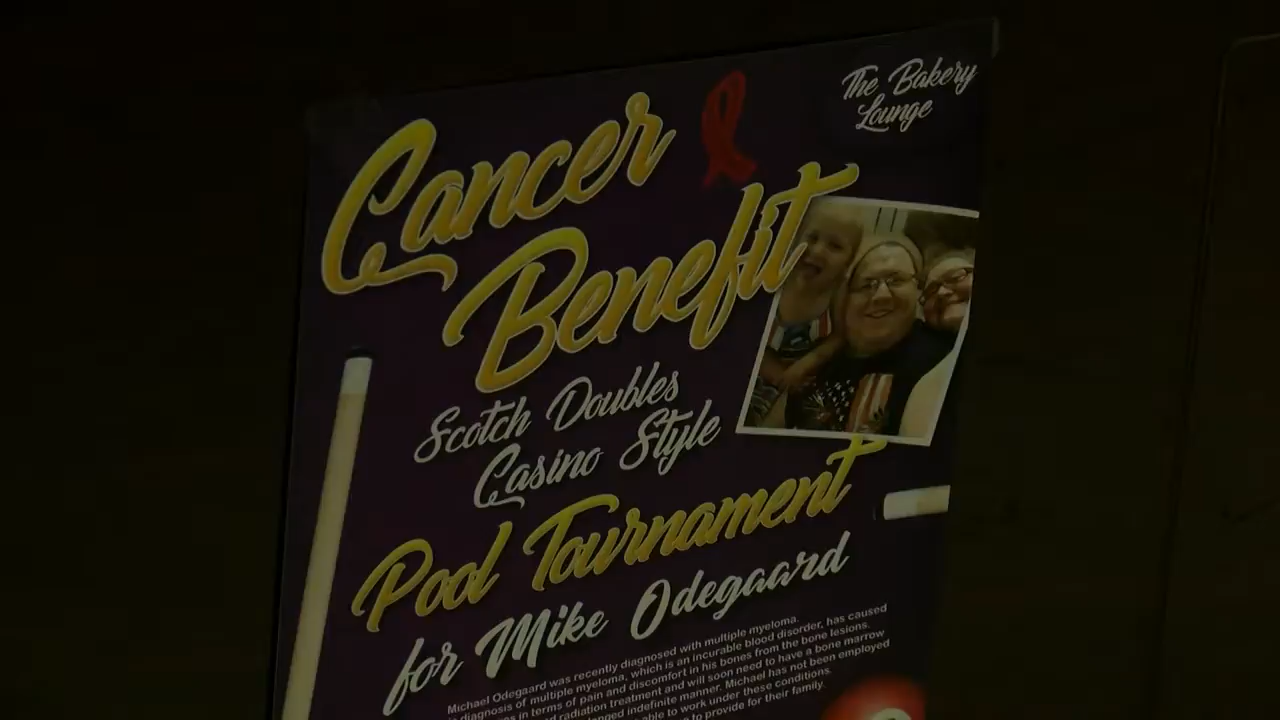 The Bakery
Lounge
Cancer
Benefit
Scotch Doubles
Casino Style
Pool Tournament
for Mike Odegaard
Michael Odegaard was recently diagnosed with multiple myeloma.
diagnosis of multiple myeloma, which is an incurable blood disorder, has caused
in terms of pain and discomfort in his bones from the bone lesions.
radiation treatment and will soon need to have a bone marrow
indefinite manner. Michael has not been employed
able to work under these conditions.
to provide for their family.